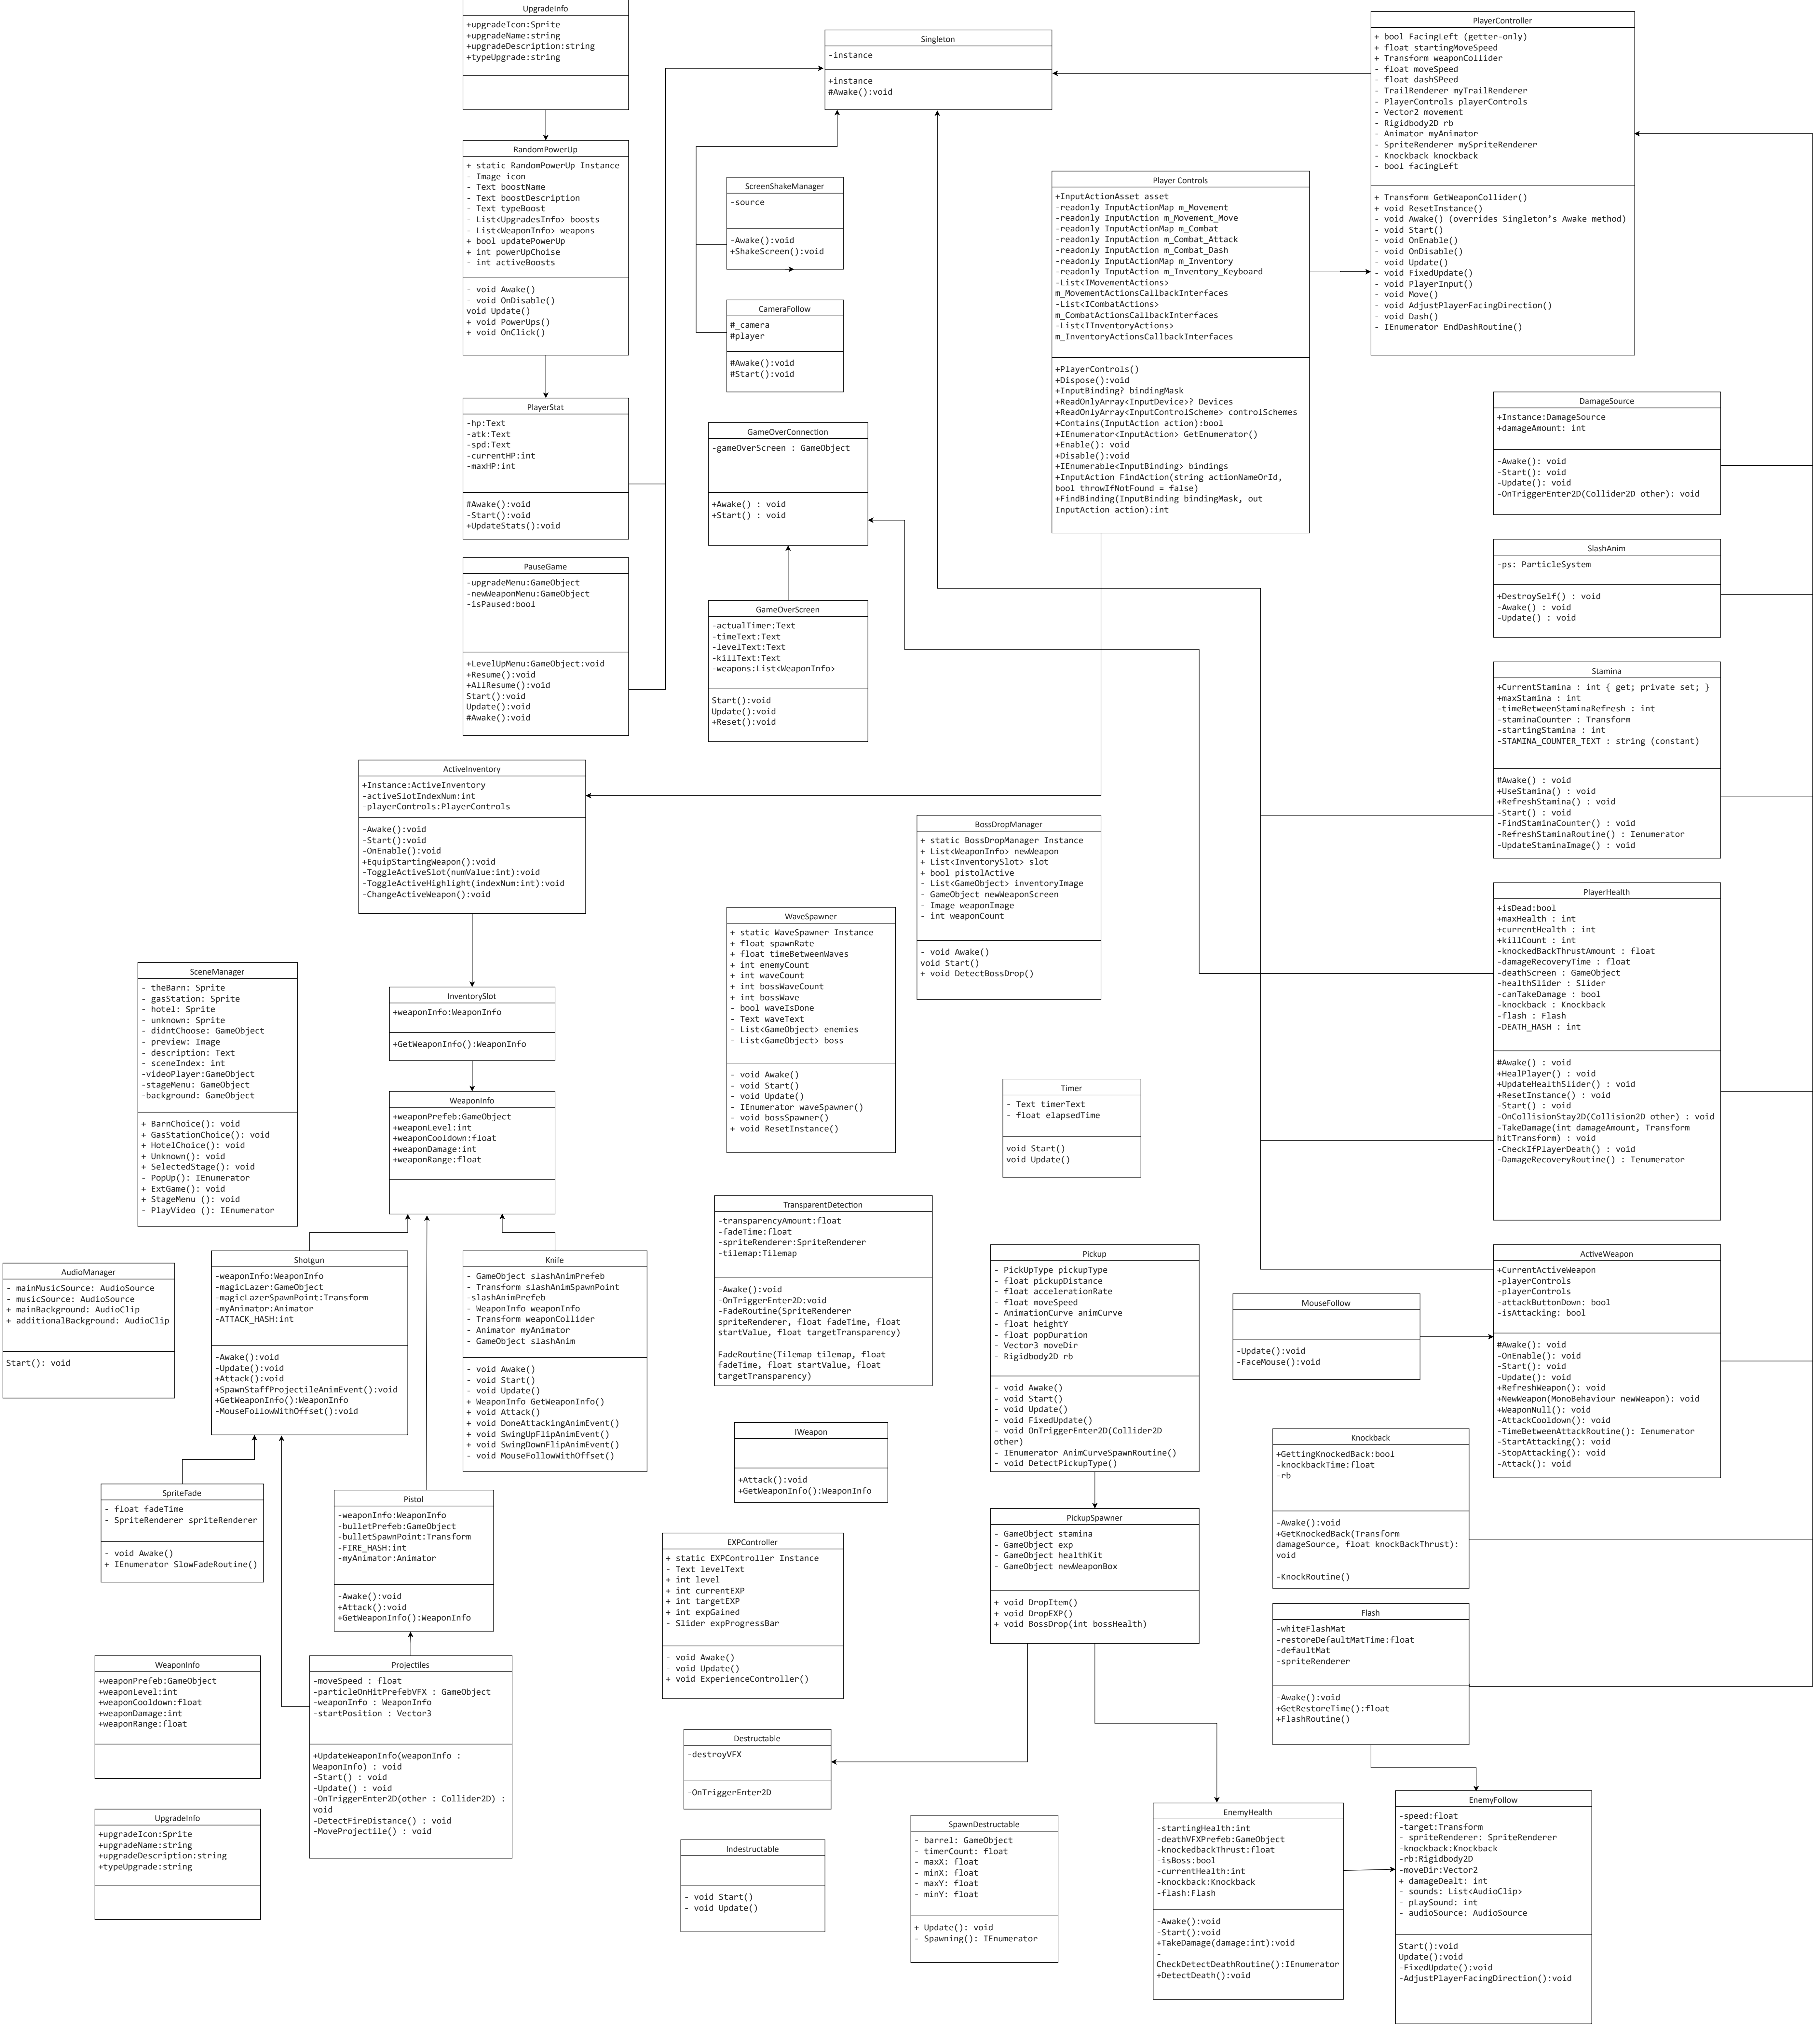 UpgradeInfo
+upgradeIcon:Sprite
+upgradeName:string
+upgradeDescription:string
+typeUpgrade:string
RandomPowerUp
+ static RandomPowerUp Instance
- Image icon
- Text boostName
- Text boostDescription
- Text typeBoost
- List<UpgradesInfo> boosts
- List<WeaponInfo> weapons
+ bool updatePowerUp
+ int powerUpChoise
- int activeBoosts
- void Awake()
- void OnDisable()
void Update()
+ void PowerUps()
+ void OnClick()
PlayerStat
-hp:Text
-atk:Text
-spd:Text
-currentHP:int
-maxHP:int
#Awake():void
-Start():void
+UpdateStats():void
PauseGame
-upgradeMenu:GameObject
-newWeaponMenu:GameObject
-isPaused:bool
+LevelUpMenu:GameObject:void
+Resume():void
+AllResume():void
Start():void
Update():void
#Awake():void
Singleton
-instance
+instance
#Awake():void
ScreenShakeManager
-source
-Awake():void
+ShakeScreen():void
CameraFollow
#_camera
#player
#Awake():void
#Start():void
GameOverConnection
-gameOverScreen : GameObject
+Awake() : void
+Start() : void
GameOverScreen
-actualTimer:Text
-timeText:Text
-levelText:Text
-killText:Text
-weapons:List<WeaponInfo>
Start():void
Update():void
+Reset():void
Player Controls
+InputActionAsset asset
-readonly InputActionMap m_Movement
-readonly InputAction m_Movement_Move
-readonly InputActionMap m_Combat
-readonly InputAction m_Combat_Attack
-readonly InputAction m_Combat_Dash
-readonly InputActionMap m_Inventory
-readonly InputAction m_Inventory_Keyboard
-List<IMovementActions>
m_MovementActionsCallbackInterfaces
-List<ICombatActions>
m_CombatActionsCallbackInterfaces
-List<IInventoryActions>
m_InventoryActionsCallbackInterfaces
+PlayerControls()
+Dispose():void
+InputBinding? bindingMask
+ReadOnlyArray<InputDevice>? Devices
+ReadOnlyArray<InputControlScheme> controlSchemes
+Contains(InputAction action):bool
+IEnumerator<InputAction> GetEnumerator()
+Enable(): void
+Disable():void
+IEnumerable<InputBinding> bindings
+InputAction FindAction(string actionNameOrId,
bool throwIfNotFound = false)
+FindBinding(InputBinding bindingMask, out
InputAction action):int
PlayerController
+ bool FacingLeft (getter-only)
+ float startingMoveSpeed
+ Transform weaponCollider
- float moveSpeed
- float dashSPeed
- TrailRenderer myTrailRenderer
- PlayerControls playerControls
- Vector2 movement
- Rigidbody2D rb
- Animator myAnimator
- SpriteRenderer mySpriteRenderer
- Knockback knockback
- bool facingLeft
+ Transform GetWeaponCollider()
+ void ResetInstance()
- void Awake() (overrides Singleton's Awake method)
- void Start()
- void OnEnable()
- void OnDisable()
- void Update()
- void FixedUpdate()
- void PlayerInput()
- void Move()
- void AdjustPlayerFacingDirection()
- void Dash()
- IEnumerator EndDashRoutine()
DamageSource
+Instance:DamageSource
+damageAmount: int
-Awake(): void
-Start(): void
-Update(): void
-OnTriggerEnter2D(Collider2D other): void
SlashAnim
-ps: ParticleSystem
+DestroySelf() : void
-Awake() : void
-Update() : void
Stamina
+CurrentStamina : int { get; private set; }
+maxStamina : int
-timeBetweenStaminaRefresh : int
-staminaCounter : Transform
-startingStamina : int
-STAMINA_COUNTER_TEXT : string (constant)
#Awake() : void
+UseStamina() : void
+RefreshStamina() : void
-Start() : void
-FindStaminaCounter() : void
-RefreshStaminaRoutine() : Ienumerator
-UpdateStaminaImage() : void
PlayerHealth
+isDead:bool
+maxHealth : int
+currentHealth : int
+killCount : int
-knockedBackThrustAmount : float
-damageRecoveryTime : float
-deathScreen : GameObject
-healthSlider : Slider
-canTakeDamage : bool
-knockback : Knockback
-flash : Flash
-DEATH_HASH : int
#Awake() : void
+HealPlayer() : void
+UpdateHealthSlider() : void
+ResetInstance() : void
-Start() : void
-OnCollisionStay2D(Collision2D other) : void
-TakeDamage(int damageAmount, Transform
hitTransform) : void
-CheckIfPlayerDeath() : void
-DamageRecoveryRoutine() : Ienumerator
ActiveInventory
+Instance:ActiveInventory
-activeSlotIndexNum:int
-playerControls:PlayerControls
-Awake():void
-Start():void
-OnEnable():void
+EquipStartingWeapon():void
-ToggleActiveSlot(numValue:int):void
-ToggleActiveHighlight(indexNum:int):void
-ChangeActiveWeapon():void
BossDropManager
+ static BossDropManager Instance
+ List<WeaponInfo> newWeapon
+ List<InventorySlot> slot
+ bool pistolActive
- List<GameObject> inventoryImage
- GameObject newWeaponScreen
- Image weaponImage
- int weaponCount
- void Awake()
void Start()
+ void DetectBossDrop()
WaveSpawner
+ static WaveSpawner Instance
+ float spawnRate
+ float timeBetweenWaves
+ int enemyCount
+ int waveCount
+ int bossWaveCount
+ int bossWave
- bool waveIsDone
- Text waveText
- List<GameObject> enemies
- List<GameObject> boss
- void Awake()
- void Start()
- void Update()
- IEnumerator waveSpawner()
- void bossSpawner()
+ void ResetInstance()
SceneManager
- theBarn: Sprite
- gasStation: Sprite
- hotel: Sprite
- unknown: Sprite
- didntChoose: GameObject
- preview: Image
- description: Text
- sceneIndex: int
-videoPlayer:GameObject
-stageMenu: GameObject
-background: GameObject
+ BarnChoice(): void
+ GasStationChoice(): void
+ HotelChoice(): void
+ Unknown(): void
+ SelectedStage(): void
- PopUp(): IEnumerator
+ ExtGame(): void
+ StageMenu (): void
- PlayVideo (): IEnumerator
InventorySlot
+weaponInfo:WeaponInfo
+GetWeaponInfo():WeaponInfo
WeaponInfo
+weaponPrefeb:GameObject
+weaponLevel:int
+weaponCooldown:float
+weaponDamage:int
+weaponRange:float
Timer
- Text timerText
- float elapsedTime
void Start()
void Update()
TransparentDetection
-transparencyAmount:float
-fadeTime:float
-spriteRenderer:SpriteRenderer
-tilemap:Tilemap
-Awake():void
-OnTriggerEnter2D:void
-FadeRoutine(SpriteRenderer
spriteRenderer, float fadeTime, float
startValue, float targetTransparency)
FadeRoutine(Tilemap tilemap, float
fadeTime, float startValue, float
targetTransparency)
AudioManager
- mainMusicSource: AudioSource
- musicSource: AudioSource
+ mainBackground: AudioClip
+ additionalBackground: AudioClip
Start(): void
Shotgun
-weaponInfo:WeaponInfo
-magicLazer:GameObject
-magicLazerSpawnPoint:Transform
-myAnimator:Animator
-ATTACK_HASH:int
-Awake():void
-Update():void
+Attack():void
+SpawnStaffProjectileAnimEvent():void
+GetWeaponInfo():WeaponInfo
-MouseFollowWithOffset():void
Knife
- GameObject slashAnimPrefeb
- Transform slashAnimSpawnPoint
-slashAnimPrefeb
- WeaponInfo weaponInfo
- Transform weaponCollider
- Animator myAnimator
- GameObject slashAnim
- void Awake()
- void Start()
- void Update()
+ WeaponInfo GetWeaponInfo()
+ void Attack()
+ void DoneAttackingAnimEvent()
+ void SwingUpFlipAnimEvent()
+ void SwingDownFlipAnimEvent()
- void MouseFollowWithOffset()
Pickup
- PickUpType pickupType
- float pickupDistance
- float accelerationRate
- float moveSpeed
- AnimationCurve animCurve
- float heightY
- float popDuration
- Vector3 moveDir
- Rigidbody2D rb
- void Awake()
- void Start()
- void Update()
- void FixedUpdate()
- void OnTriggerEnter2D(Collider2D
other)
- IEnumerator AnimCurveSpawnRoutine()
- void DetectPickupType()
MouseFollow
-Update():void
-FaceMouse():void
ActiveWeapon
+CurrentActiveWeapon
-playerControls
-playerControls
-attackButtonDown: bool
-isAttacking: bool
#Awake(): void
-OnEnable(): void
-Start(): void
-Update(): void
+RefreshWeapon(): void
+NewWeapon(MonoBehaviour newWeapon): void
+WeaponNull(): void
-AttackCooldown(): void
-TimeBetweenAttackRoutine(): Ienumerator
-StartAttacking(): void
-StopAttacking(): void
-Attack(): void
Knockback
+GettingKnockedBack:bool
-knockbackTime:float
-rb
-Awake():void
+GetKnockedBack(Transform
damageSource, float knockBackThrust):
void
-KnockRoutine()
IWeapon
+Attack():void
+GetWeaponInfo():WeaponInfo
SpriteFade
- float fadeTime
- SpriteRenderer spriteRenderer
- void Awake()
+ IEnumerator SlowFadeRoutine()
Pistol
-weaponInfo:WeaponInfo
-bulletPrefeb:GameObject
-bulletSpawnPoint:Transform
-FIRE_HASH:int
-myAnimator:Animator
-Awake():void
+Attack():void
+GetWeaponInfo():WeaponInfo
EXPController
+ static EXPController Instance
- Text levelText
+ int level
+ int currentEXP
+ int targetEXP
+ int expGained
- Slider expProgressBar
- void Awake()
- void Update()
+ void ExperienceController()
PickupSpawner
- GameObject stamina
- GameObject exp
- GameObject healthKit
- GameObject newWeaponBox
+ void DropItem()
+ void DropEXP()
+ void BossDrop(int bossHealth)
Flash
-whiteFlashMat
-restoreDefaultMatTime:float
-defaultMat
-spriteRenderer
-Awake():void
+GetRestoreTime():float
+FlashRoutine()
WeaponInfo
+weaponPrefeb:GameObject
+weaponLevel:int
+weaponCooldown:float
+weaponDamage:int
+weaponRange:float
Projectiles
-moveSpeed : float
-particleOnHitPrefebVFX : GameObject
-weaponInfo : WeaponInfo
-startPosition : Vector3
+UpdateWeaponInfo(weaponInfo :
WeaponInfo) : void
-Start() : void
-Update() : void
-OnTriggerEnter2D(other : Collider2D) :
void
-DetectFireDistance() : void
-MoveProjectile() : void
Destructable
-destroyVFX
-OnTriggerEnter2D
UpgradeInfo
+upgradeIcon:Sprite
+upgradeName:string
+upgradeDescription:string
+typeUpgrade:string
Indestructable
- void Start()
- void Update()
SpawnDestructable
- barrel: GameObject
- timerCount: float
- maxX: float
- minX: float
- maxY: float
- minY: float
+ Update(): void
- Spawning(): IEnumerator
EnemyHealth
-startingHealth:int
-deathVFXPrefeb:GameObject
-knockedbackThrust:float
-isBoss:bool
-currentHealth:int
-knockback:Knockback
-flash:Flash
-Awake():void
-Start():void
+TakeDamage(damage:int):void
-
CheckDetectDeathRoutine():IEnumerator
+DetectDeath():void
EnemyFollow
-speed:float
-target:Transform
- spriteRenderer: SpriteRenderer
-knockback:Knockback
-rb:Rigidbody2D
-moveDir:Vector2
+ damageDealt: int
- sounds: List<AudioClip>
- pLaySound: int
- audioSource: AudioSource
Start():void
Update():void
-FixedUpdate():void
-AdjustPlayerFacingDirection():void